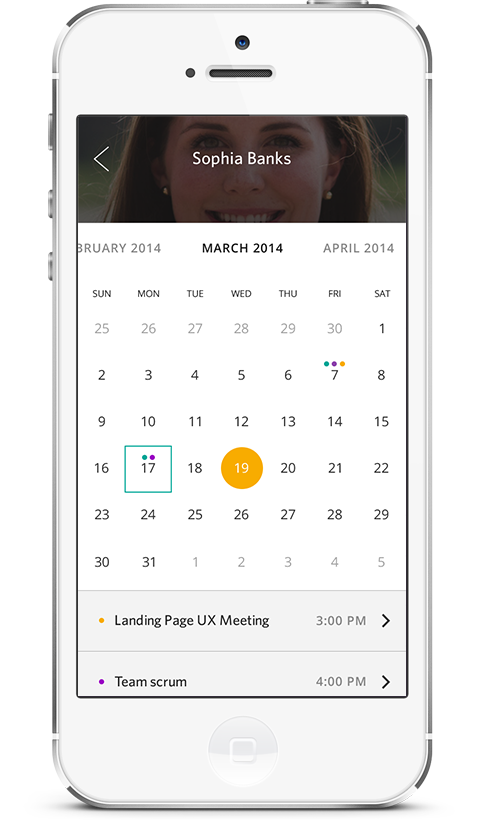 Sophia Banks
BRUARY 2014 MARCH 2014 APRIL 2014
SUN MON TUE WED THU FRI SAT
25 26 27 28 29 30 1
2 3 4 5 6 7 8
9 10 11 12 13 14 15
16 17 18 19 20 21 22
23 24 25 26 27 28 29
30 31 1 2 3 4 5
Landing Page UX Meeting 3:00 PM
Team scrum 4:00 PM